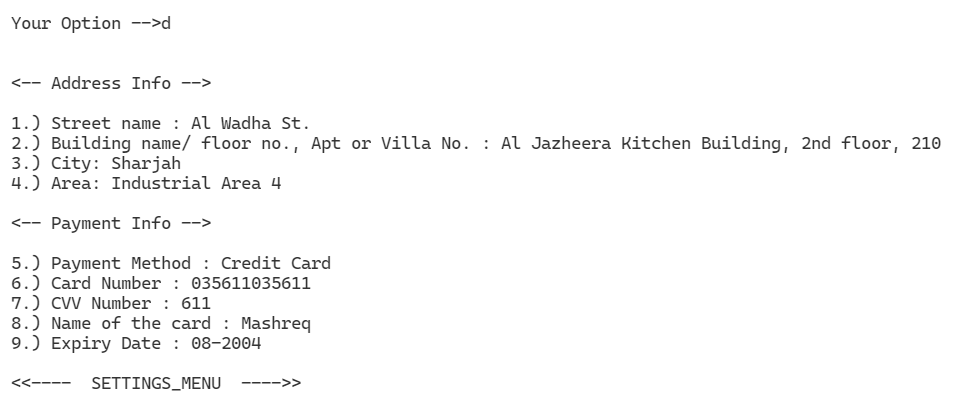 Your Option -->d
<-- Address Info -->
1.) Street name : Al Wadha St.
2.) Building name/ floor no., Apt or Villa No. : Al Jazheera Kitchen Building, 2nd floor, 210
3.) City: Sharjah
4.) Area: Industrial Area 4
<-- Payment Info -->
5.) Payment Method : Credit Card
6.) Card Number : 035611035611
7.) CVV Number : 611
8.) Name of the card : Mashreq
9.) Expiry Date : 08-2004
<<----  SETTINGS_MENU  ---->>